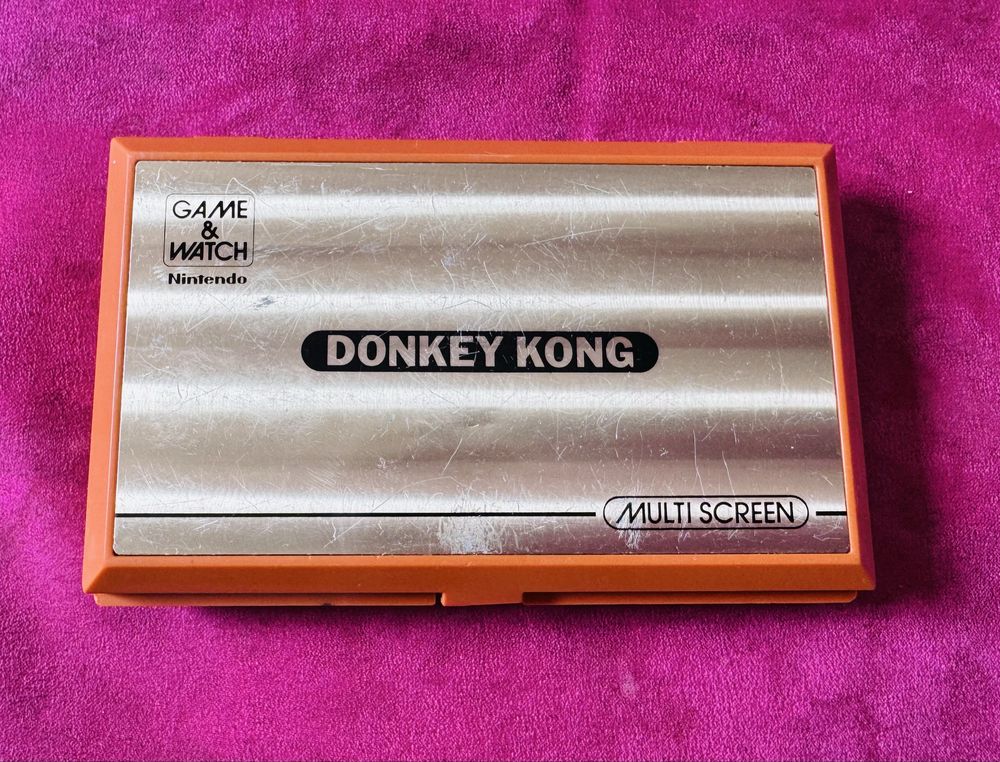 GAME
&
WATCH
Nintendo
DONKEY KONG
MULTI SCREEN